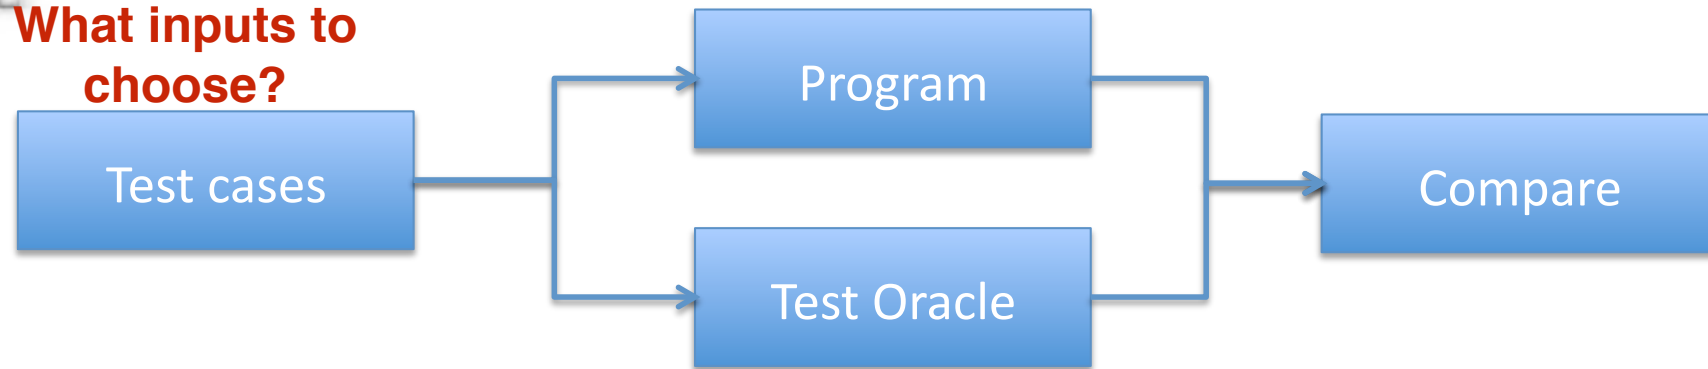 What inputs to
choose?
Test cases
Program
Test Oracle
Compare